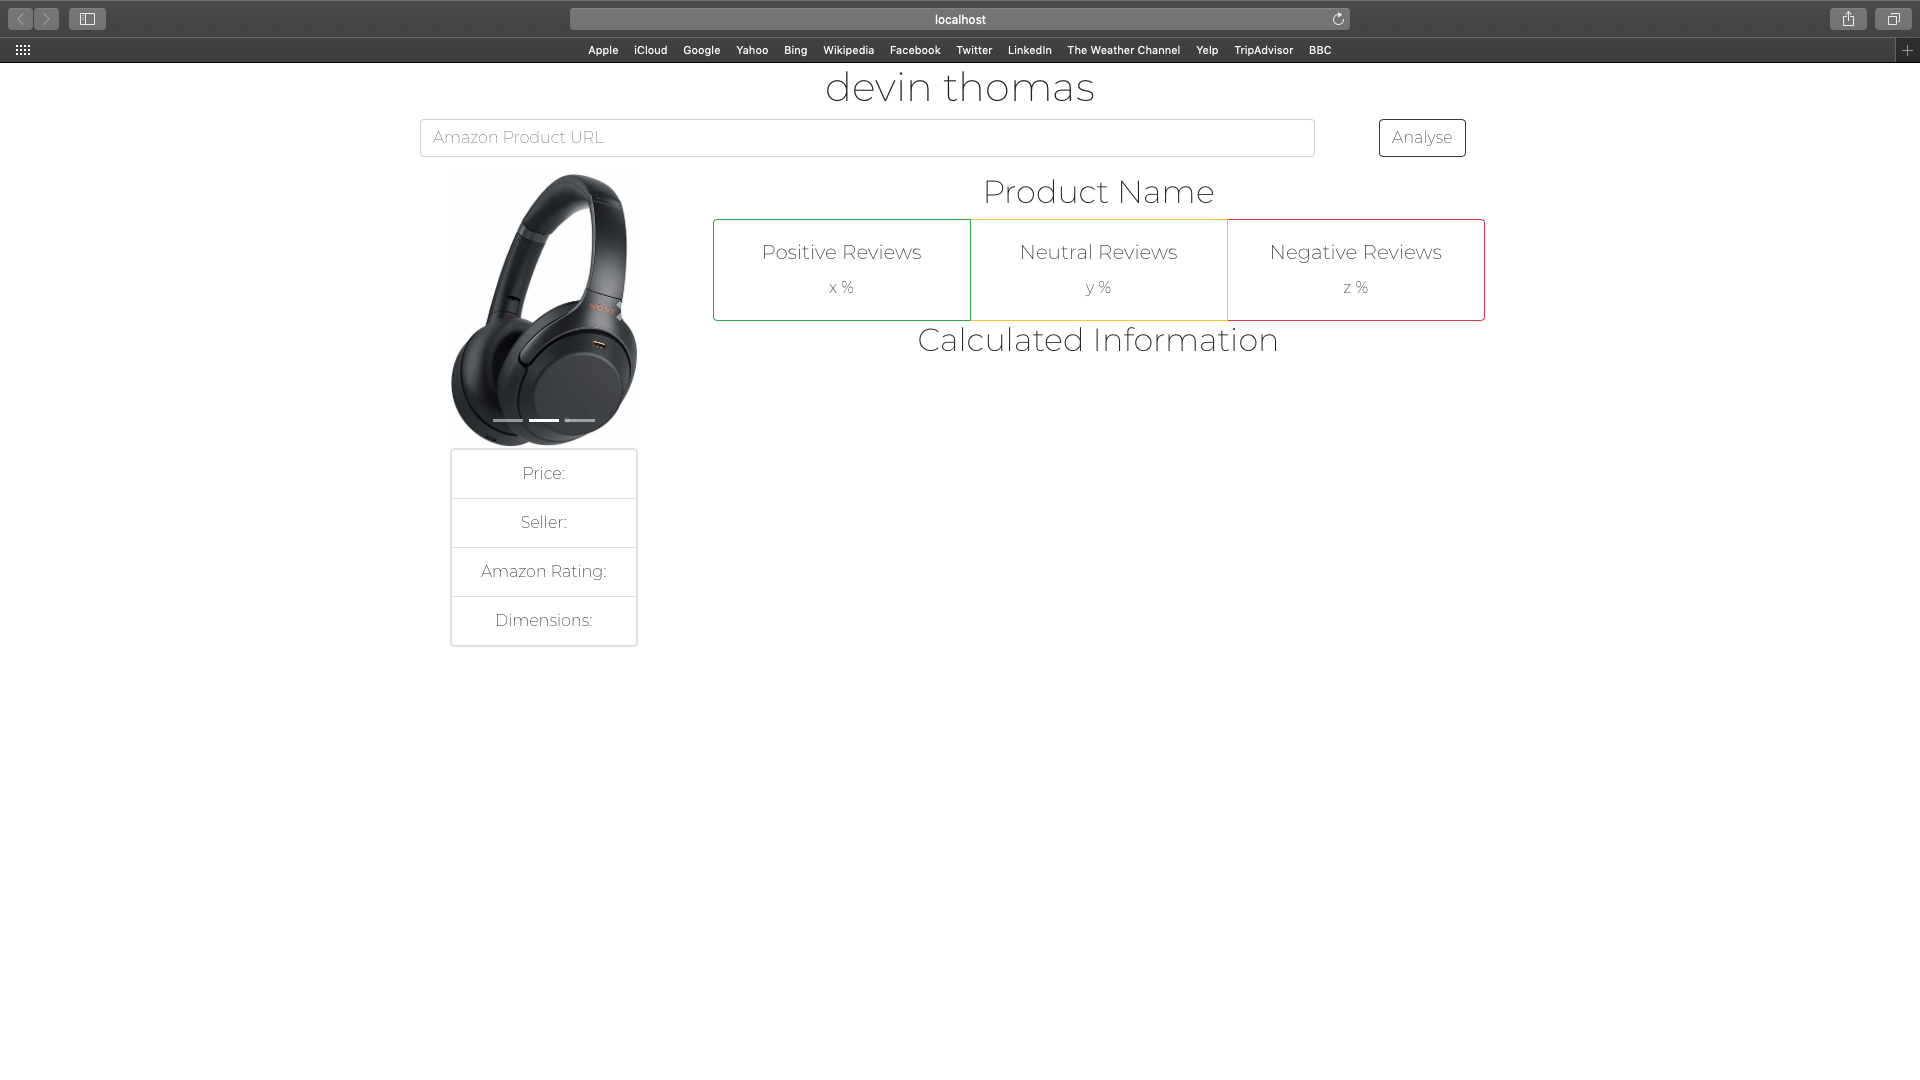 localhost
Apple iCloud Google Yahoo Bing Wikipedia Facebook Twitter LinkedIn The Weather Channel Yelp TripAdvisor BBC
devin thomas
Amazon Product URL
Analyse
SONY
Product Name
Positive Reviews
x %
Neutral Reviews
y %
Negative Reviews
z %
Calculated Information
Price:
Seller:
Amazon Rating:
Dimensions: